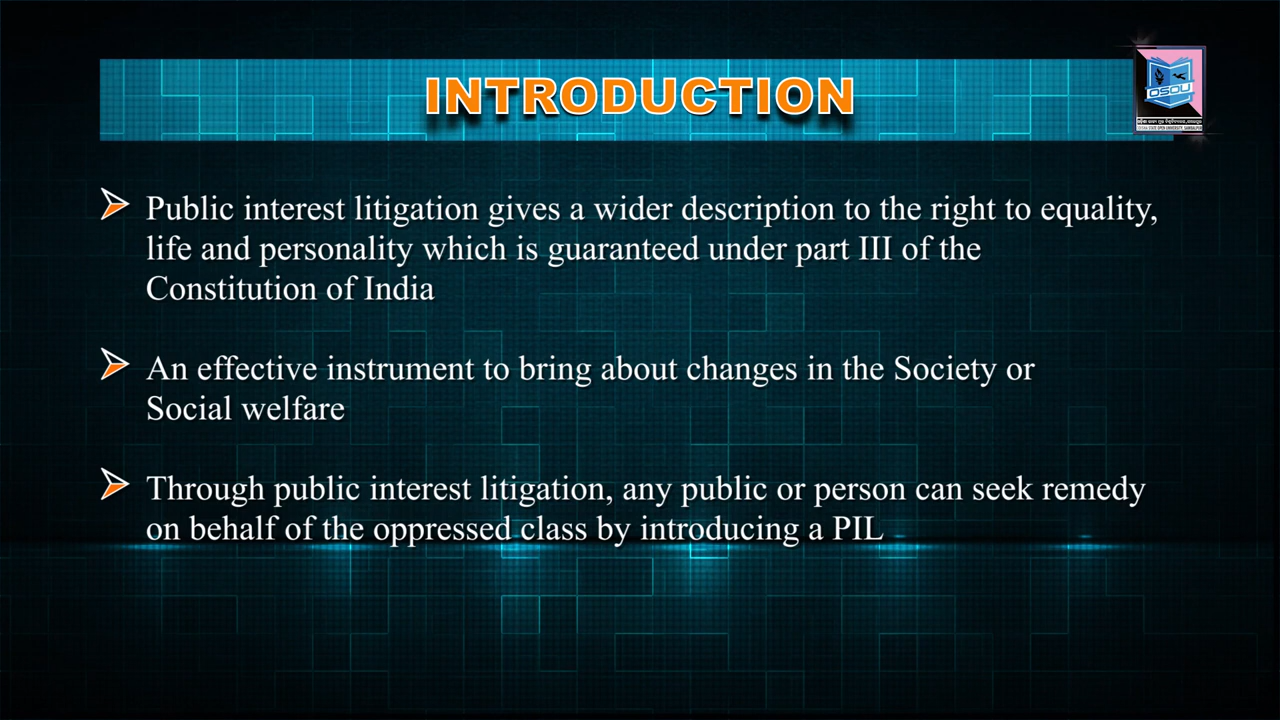 INTRODUCTION
OSOU
Public interest litigation gives a wider description to the right to equality,
life and personality which is guaranteed under part III of the
Constitution of India
An effective instrument to bring about changes in the Society or
Social welfare
Through public interest litigation, any public or person can seek remedy
on behalf of the oppressed class by introducing a PIL